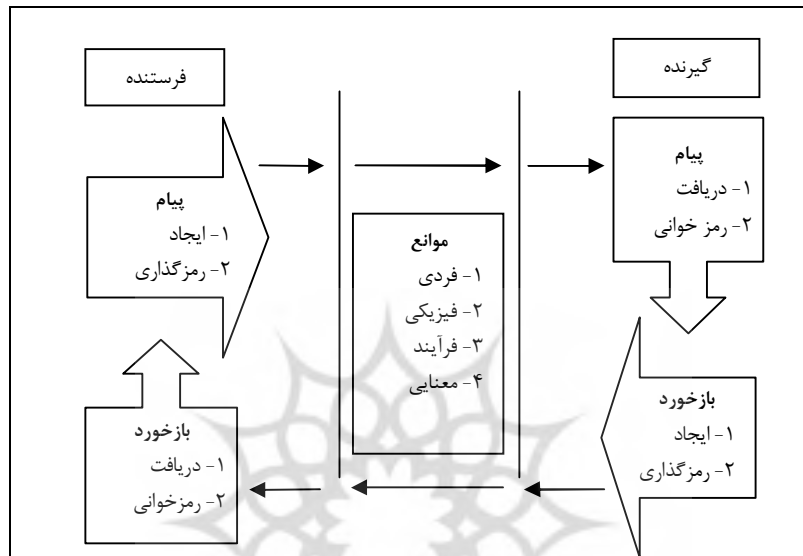 فرستنده
گیرنده
پیام
۱- ایجاد
۲- رمزگذاری
موانع
۱- فردی
۲- فیزیکی
۳- فرآیند
۴- معنایی
پیام
۱- دریافت
۲- رمز خوانی
بازخورد
۱- ایجاد
۲- رمزگذاری
بازخورد
۱- دریافت
۲- رمزخوانی